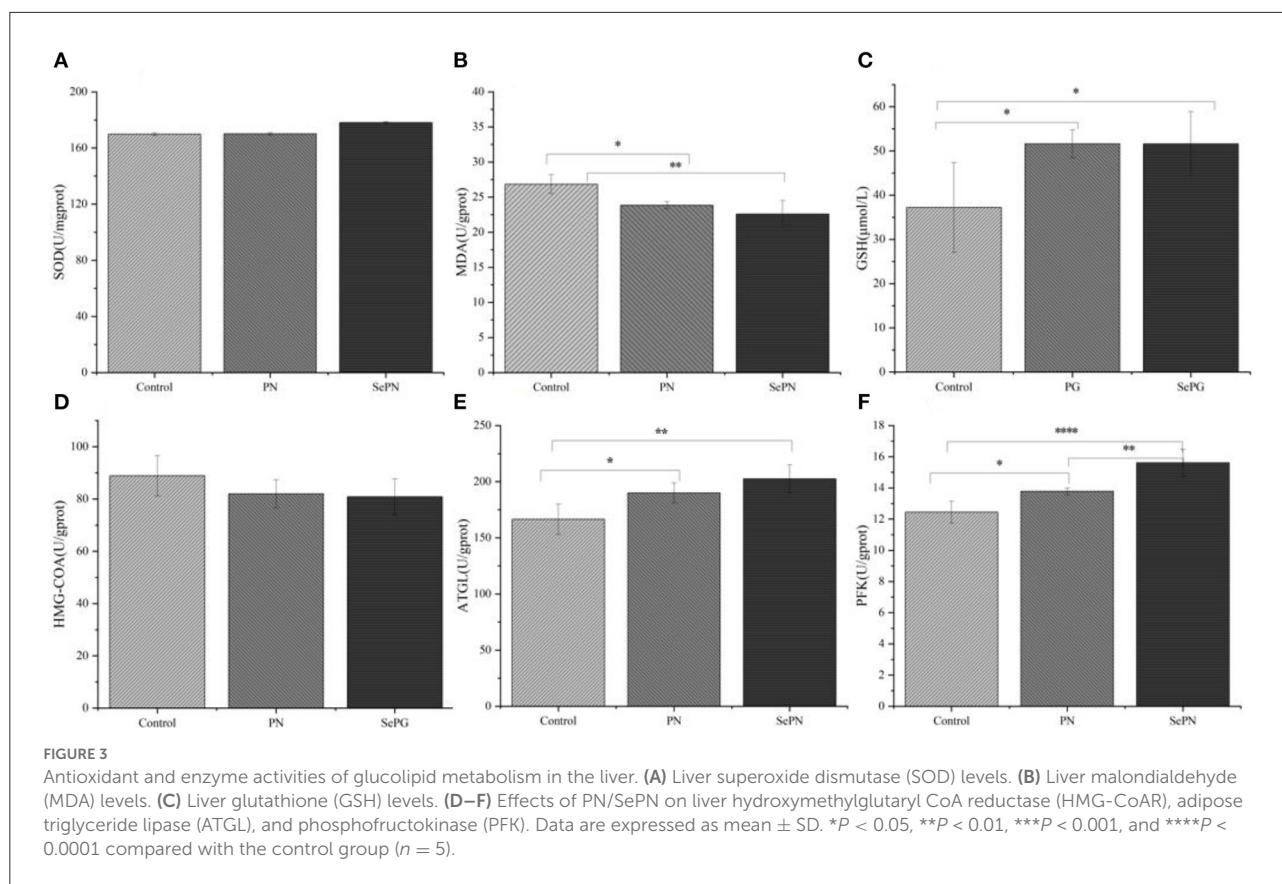 A
SOD(U/mgprot)
200
160
120
80
40
0
Control PN SePN
B
MDA(U/gprot)
40
35
30
25
20
15
10
5
0
*
**
Control PN SePN
C
GSH(μmol/L)
60
50
40
30
20
10
0
*
*
Control PG SePG
D
HMG-COA(U/gprot)
100
80
60
40
20
0
Control PN SePG
E
ATGL(U/gprot)
250
200
150
100
50
0
**
*
Control PN SePN
F
PFK(U/gprot)
18
16
14
12
10
8
6
4
2
0
****
**
*
Control PN SePN
FIGURE 3
Antioxidant and enzyme activities of glucolipid metabolism in the liver. (A) Liver superoxide dismutase (SOD) levels. (B) Liver malondialdehyde
(MDA) levels. (C) Liver glutathione (GSH) levels. (D–F) Effects of PN/SePN on liver hydroxymethylglutaryl CoA reductase (HMG-CoAR), adipose
triglyceride lipase (ATGL), and phosphofructokinase (PFK). Data are expressed as mean ± SD. *P < 0.05, **P < 0.01, ***P < 0.001, and ****P <
0.0001 compared with the control group (n = 5).